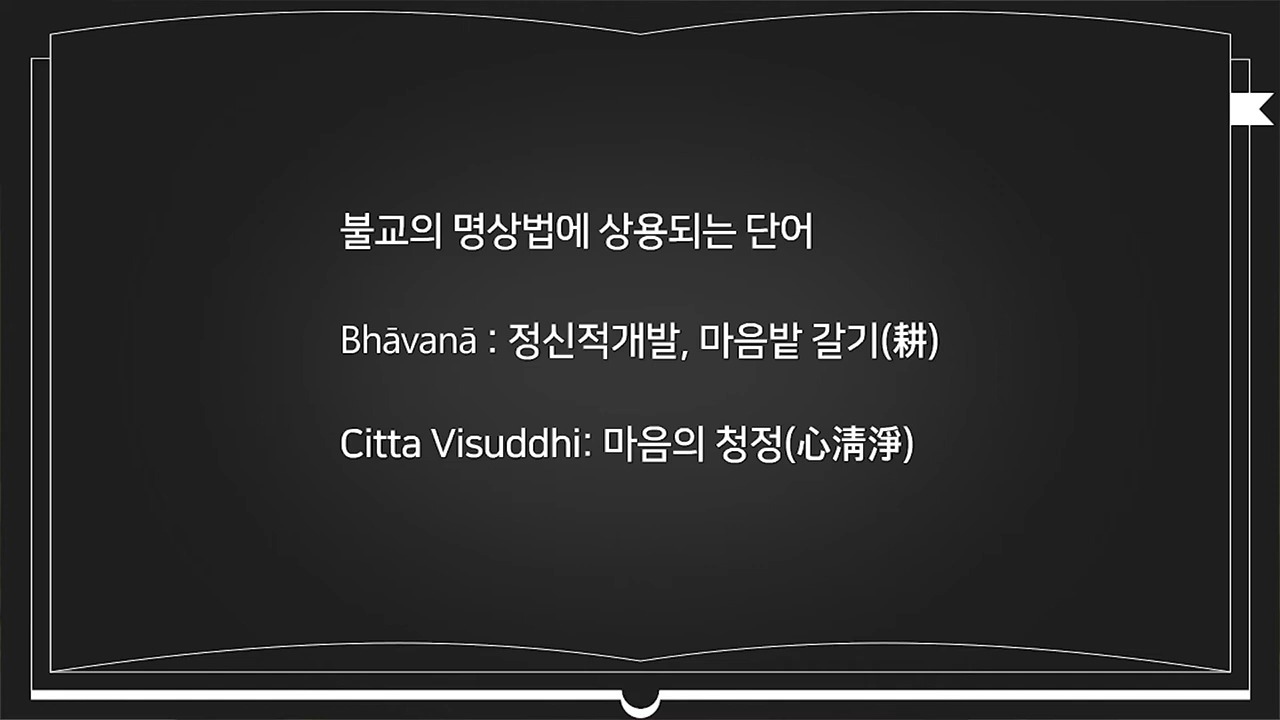 불교의 명상법에 상용되는 단어
Bhāvanā : 정신적개발, 마음밭 갈기(耕)
Citta Visuddhi: 마음의 청정(心淸淨)